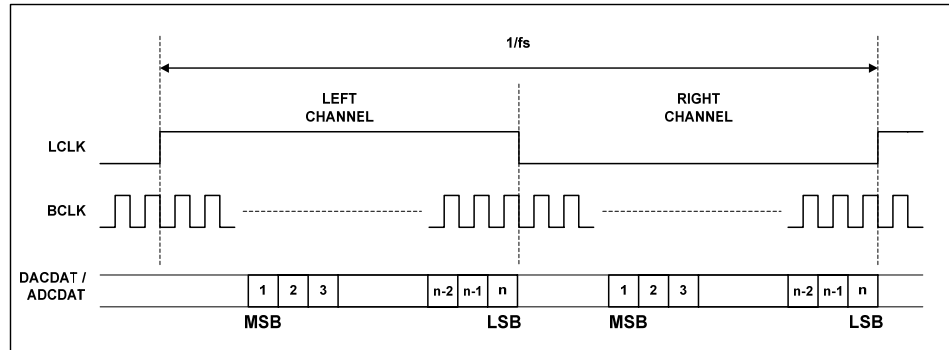 1/fs
LEFT
CHANNEL
RIGHT
CHANNEL
LCLK
BCLK
DACDAT /
ADCDAT
1 2 3 n-2 n-1 n 1 2 3 n-2 n-1 n
MSB LSB MSB LSB